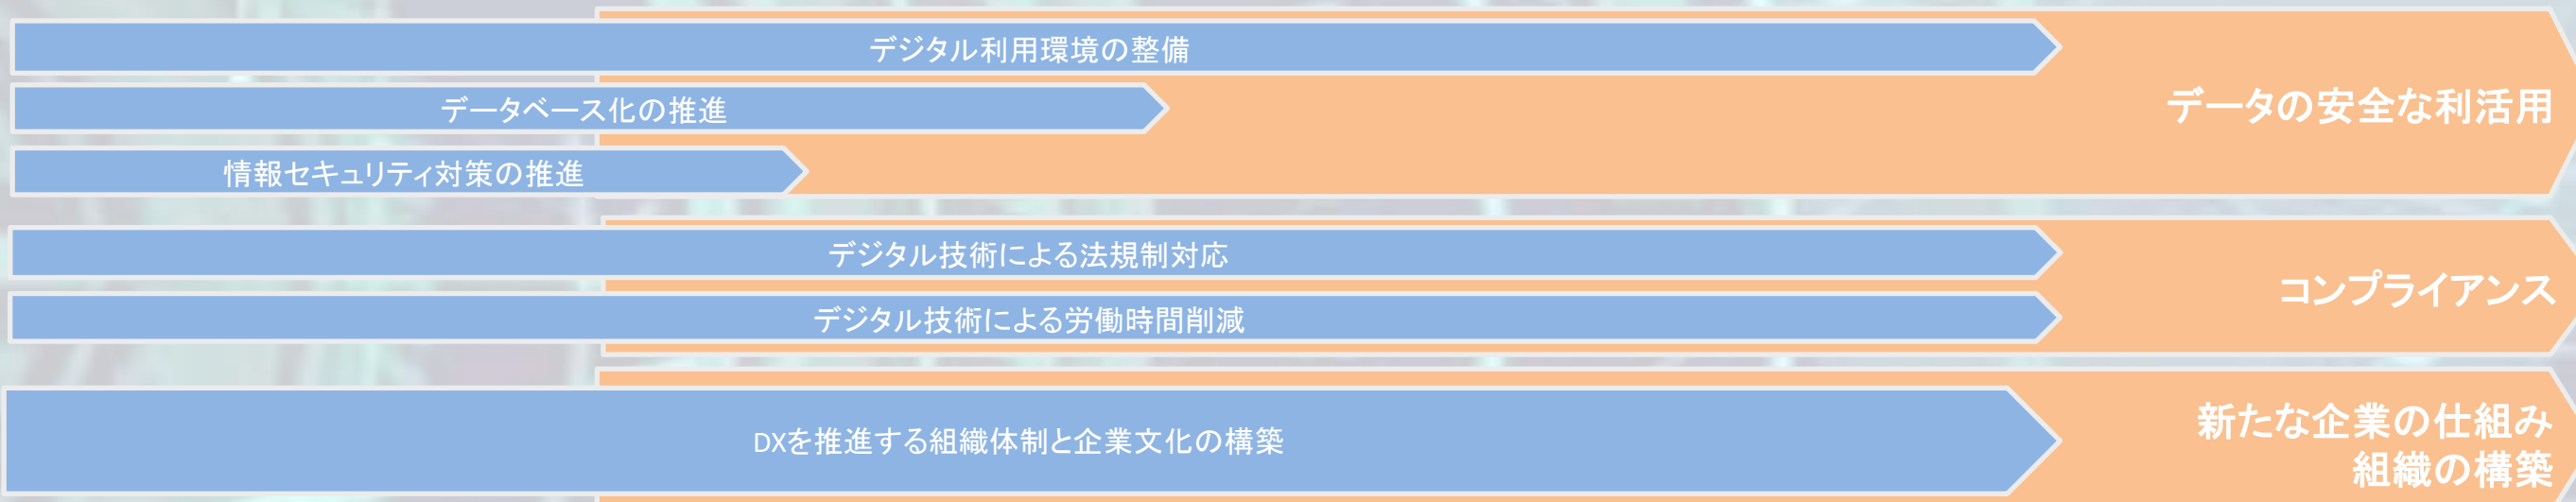 デジタル利用環境の整備
データベース化の推進
データの安全な利活用
情報セキュリティ対策の推進
デジタル技術による法規制対応
コンプライアンス
デジタル技術による労働時間削減
DXを推進する組織体制と企業文化の構築
新たな企業の仕組み
組織の構築